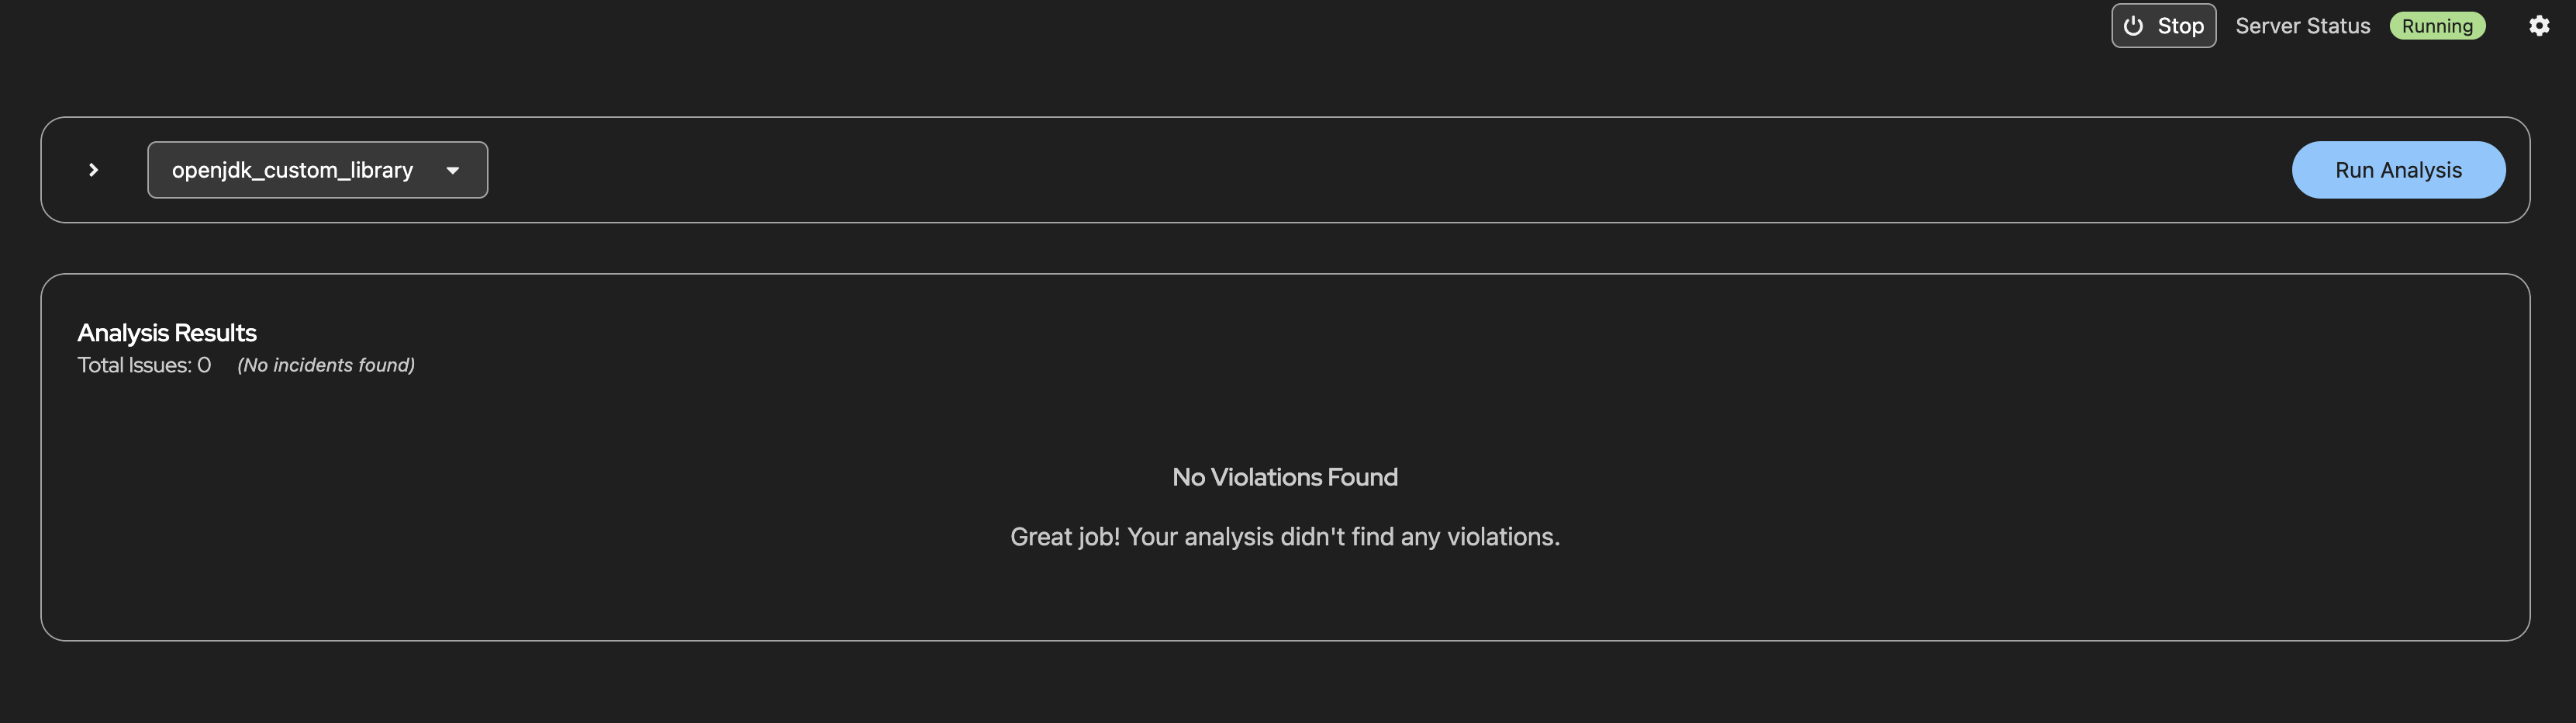 Stop Server Status Running
openjdk_custom_library Run Analysis
Analysis Results
Total Issues: 0 (No incidents found)
No Violations Found
Great job! Your analysis didn't find any violations.